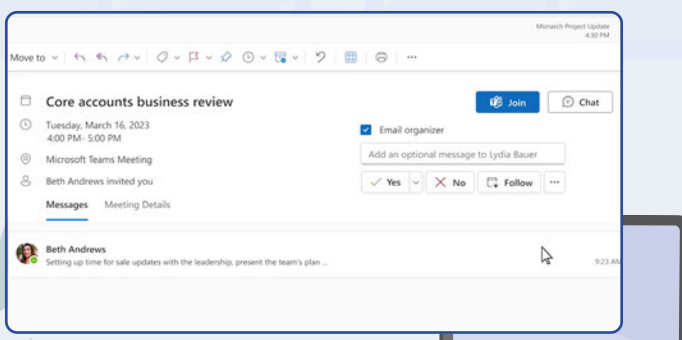 Monarch Project Update
4:30 PM
Move to
Core accounts business review
Join
Chat
Tuesday, March 16, 2023
4:00 PM- 5:00 PM
Email organizer
Add an optional message to Lydia Bauer
Microsoft Teams Meeting
Beth Andrews invited you
Yes
No
Follow
Messages Meeting Details
Beth Andrews
Setting up time for sale updates with the leadership, present the team's plan ...
9:23 AM